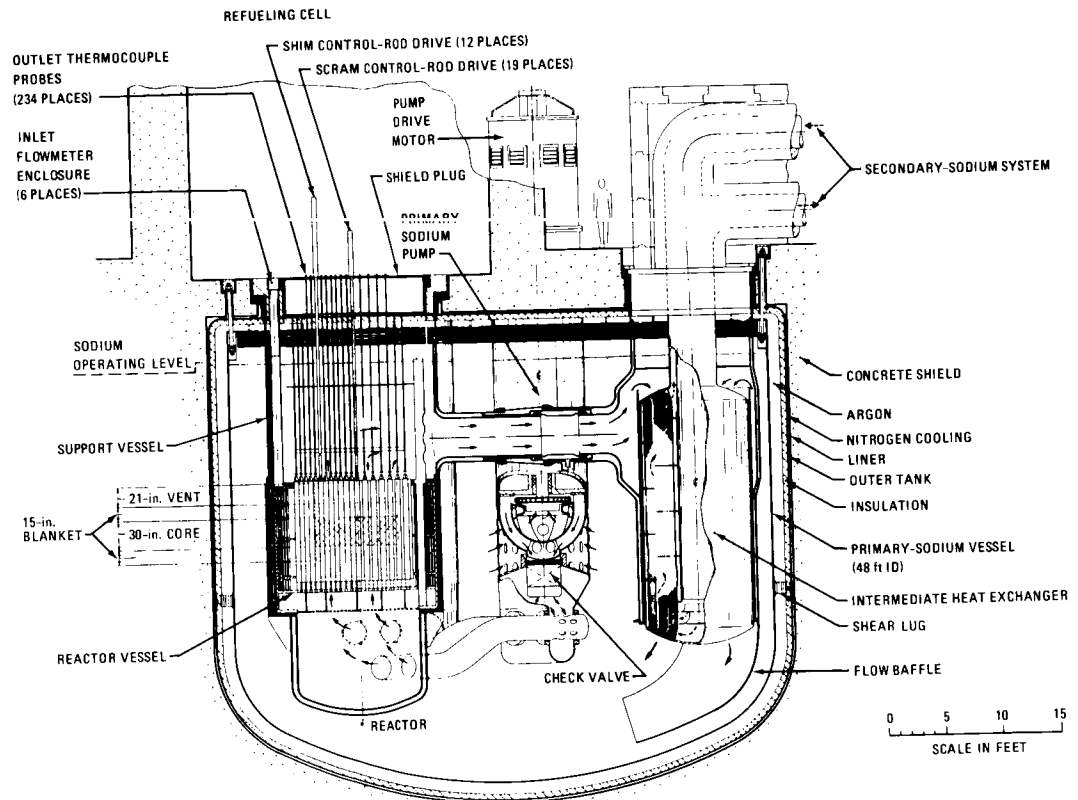 REFUELING CELL
SHIM CONTROL-ROD DRIVE (12 PLACES)
SCRAM CONTROL-ROD DRIVE (19 PLACES)
OUTLET THERMOCOUPLE
PROBES
(234 PLACES)
INLET
FLOWMETER
ENCLOSURE
(6 PLACES)
PUMP
DRIVE
MOTOR
SHIELD PLUG
PRIMARY
SODIUM
PUMP
SECONDARY-SODIUM SYSTEM
SODIUM
OPERATING LEVEL
SUPPORT VESSEL
21-in. VENT
15-in.
BLANKET
30-in. CORE
REACTOR VESSEL
REACTOR
CHECK VALVE
CONCRETE SHIELD
ARGON
NITROGEN COOLING
LINER
OUTER TANK
INSULATION
PRIMARY-SODIUM VESSEL
(48 ft ID)
INTERMEDIATE HEAT EXCHANGER
SHEAR LUG
FLOW BAFFLE
0 5 10 15
SCALE IN FEET